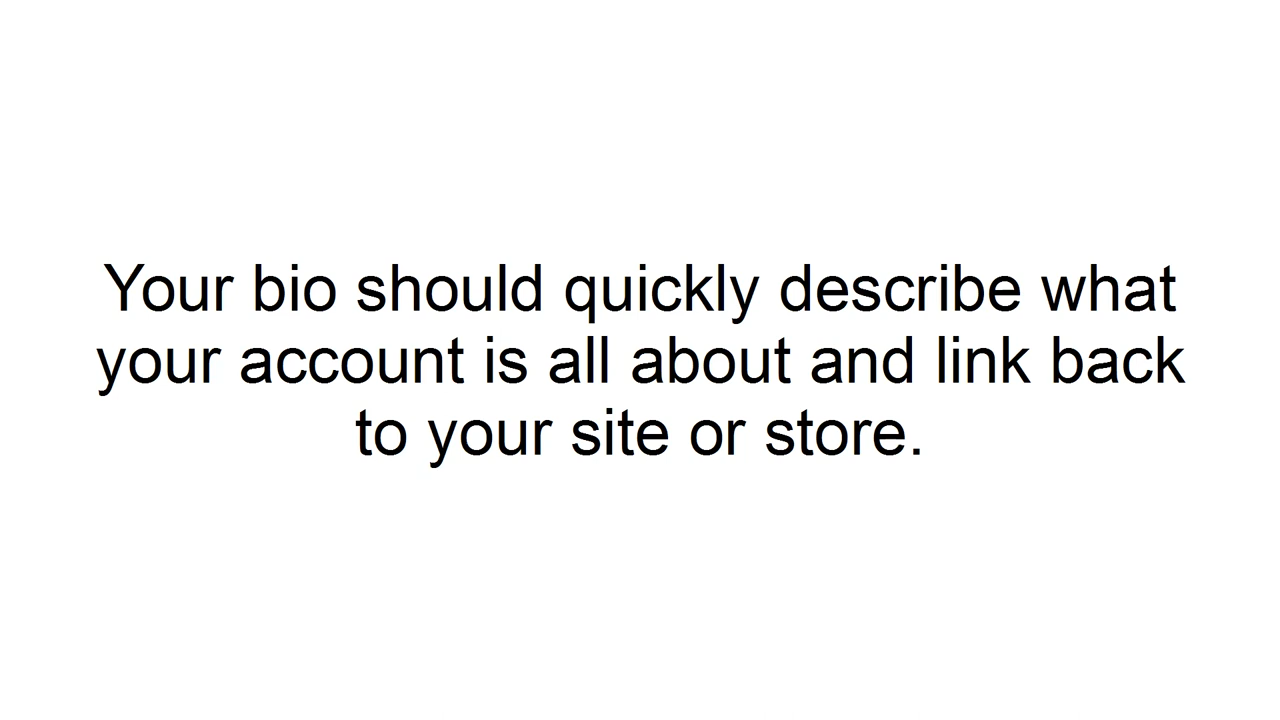 Your bio should quickly describe what
your account is all about and link back
to your site or store.